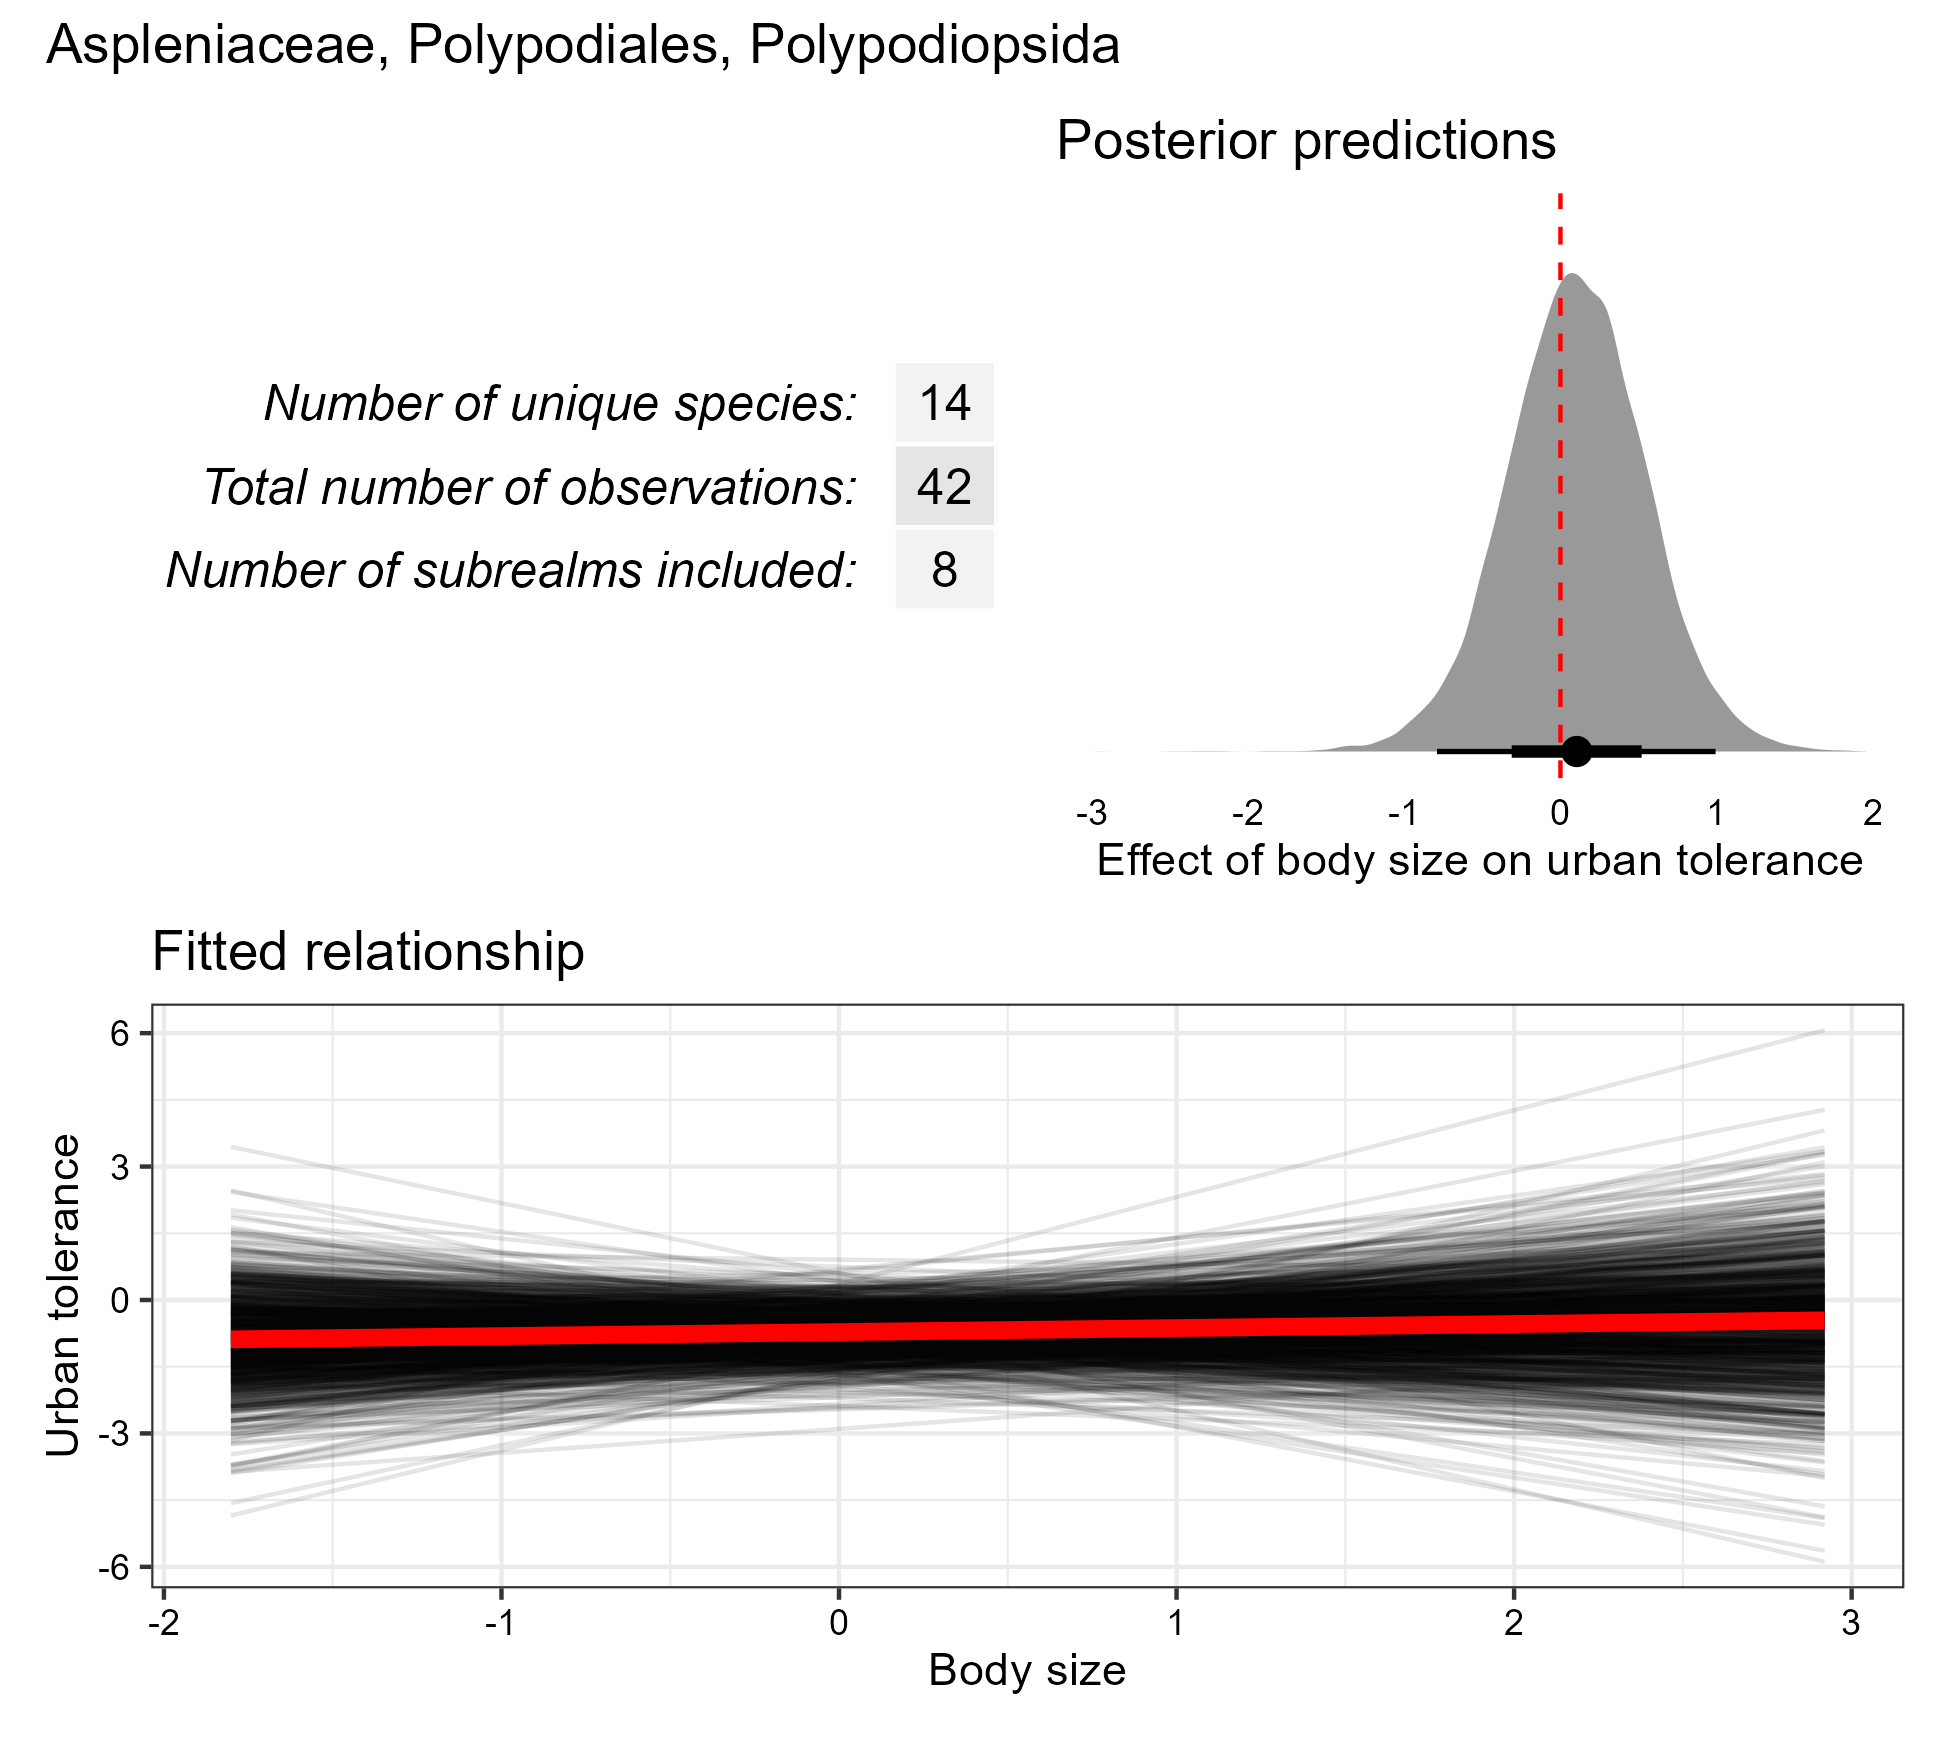 Aspleniaceae, Polypodiales, Polypodiopsida
Posterior predictions
Number of unique species: 14
Total number of observations: 42
Number of subrealms included: 8
-3 -2 -1 0 1 2
Effect of body size on urban tolerance
Fitted relationship
Urban tolerance
6
3
0
-3
-6
-2 -1 0 1 2 3
Body size